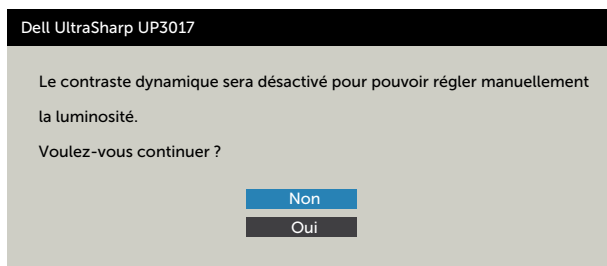 Dell UltraSharp UP3017
Le contraste dynamique sera désactivé pour pouvoir régler manuellement
la luminosité.
Voulez-vous continuer ?
Non
Oui